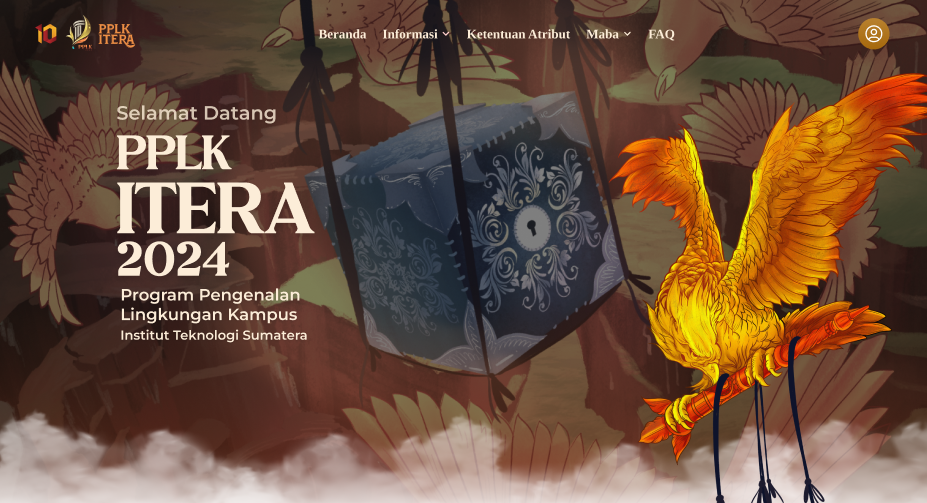 10 PPLK PPLK
ITERA
Beranda Informasi Ketentuan Atribut Maba FAQ
Selamat Datang
PPLK
ITERA
2024
Program Pengenalan
Lingkungan Kampus
Institut Teknologi Sumatera